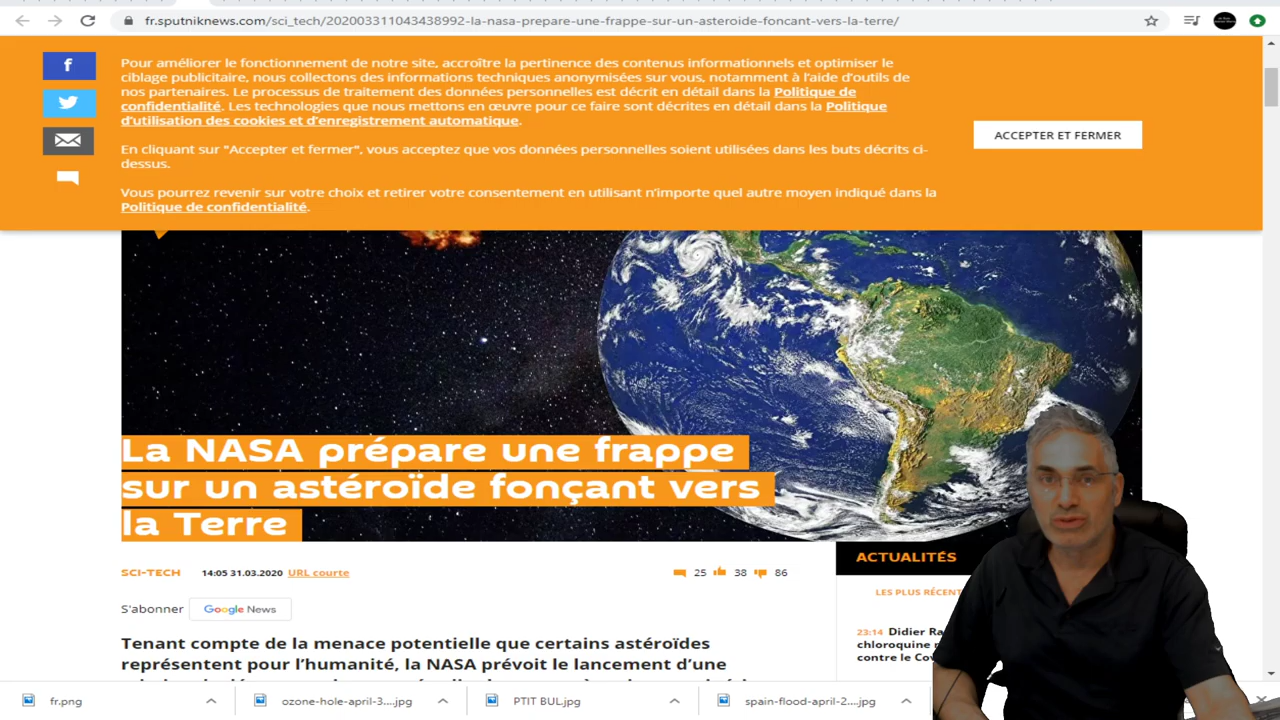 fr.sputniknews.com/sci_tech/202003311043438992-la-nasa-prepare-une-frappe-sur-un-asteroide-foncant-vers-la-terre/
Pour améliorer le fonctionnement de notre site, accroître la pertinence des contenus informationnels et optimiser le
ciblage publicitaire, nous collectons des informations techniques anonymisées sur vous, notamment à l'aide d'outils de
nos partenaires. Le processus de traitement des données personnelles est décrit en détail dans la Politique de
confidentialité. Les technologies que nous mettons en œuvre pour ce faire sont décrites en détail dans la Politique
d'utilisation des cookies et d'enregistrement automatique.
En cliquant sur "Accepter et fermer", vous acceptez que vos données personnelles soient utilisées dans les buts décrits ci-
dessus.
Vous pourrez revenir sur votre choix et retirer votre consentement en utilisant n'importe quel autre moyen indiqué dans la
Politique de confidentialité.
ACCEPTER ET FERMER
La NASA prépare une frappe
sur un astéroïde fonçant vers
la Terre
SCI-TECH 14:05 31.03.2020 URL courte
25 38 86
S'abonner Google News
Tenant compte de la menace potentielle que certains astéroïdes
représentent pour l'humanité, la NASA prévoit le lancement d'une
ACTUALITÉS
LES PLUS RÉCENT
23:14 Didier Ra
chloroquine
contre le Cov
fr.png
ozone-hole-april-3....jpg
PTIT BUL.jpg
spain-flood-april-2....jpg